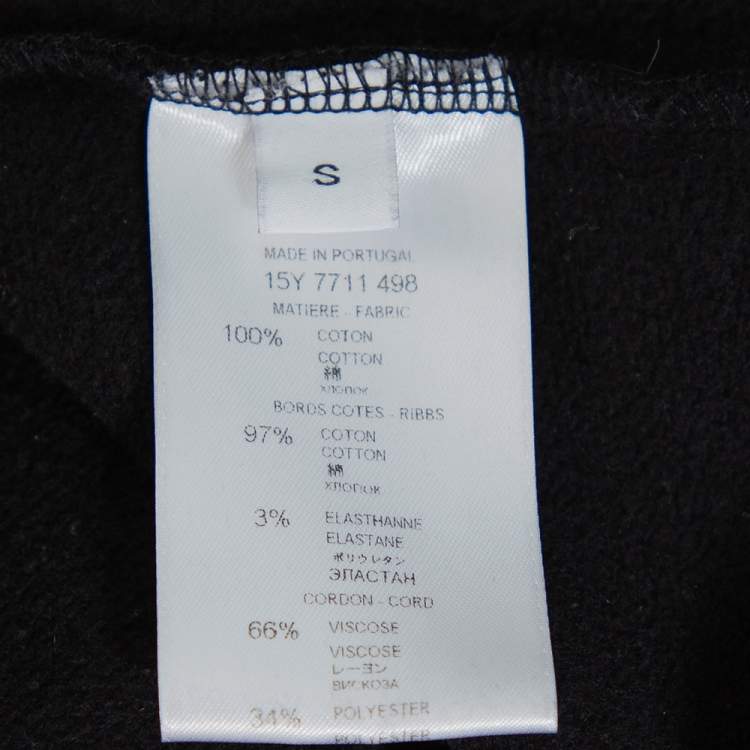 S
MADE IN PORTUGAL
15Y 7711 498
MATIERE - FABRIC
100% COTON
COTTON
綿
хлопок
BORDS COTES - RIBBS
97% COTON
COTTON
綿
хлопок
3% ELASTHANNE
ELASTANE
ポリウレタン
ЭЛАСТАН
CORDON - CORD
66% VISCOSE
VISCOSE
レーヨン
ВИСКОЗА
34% POLYESTER
POLYESTER